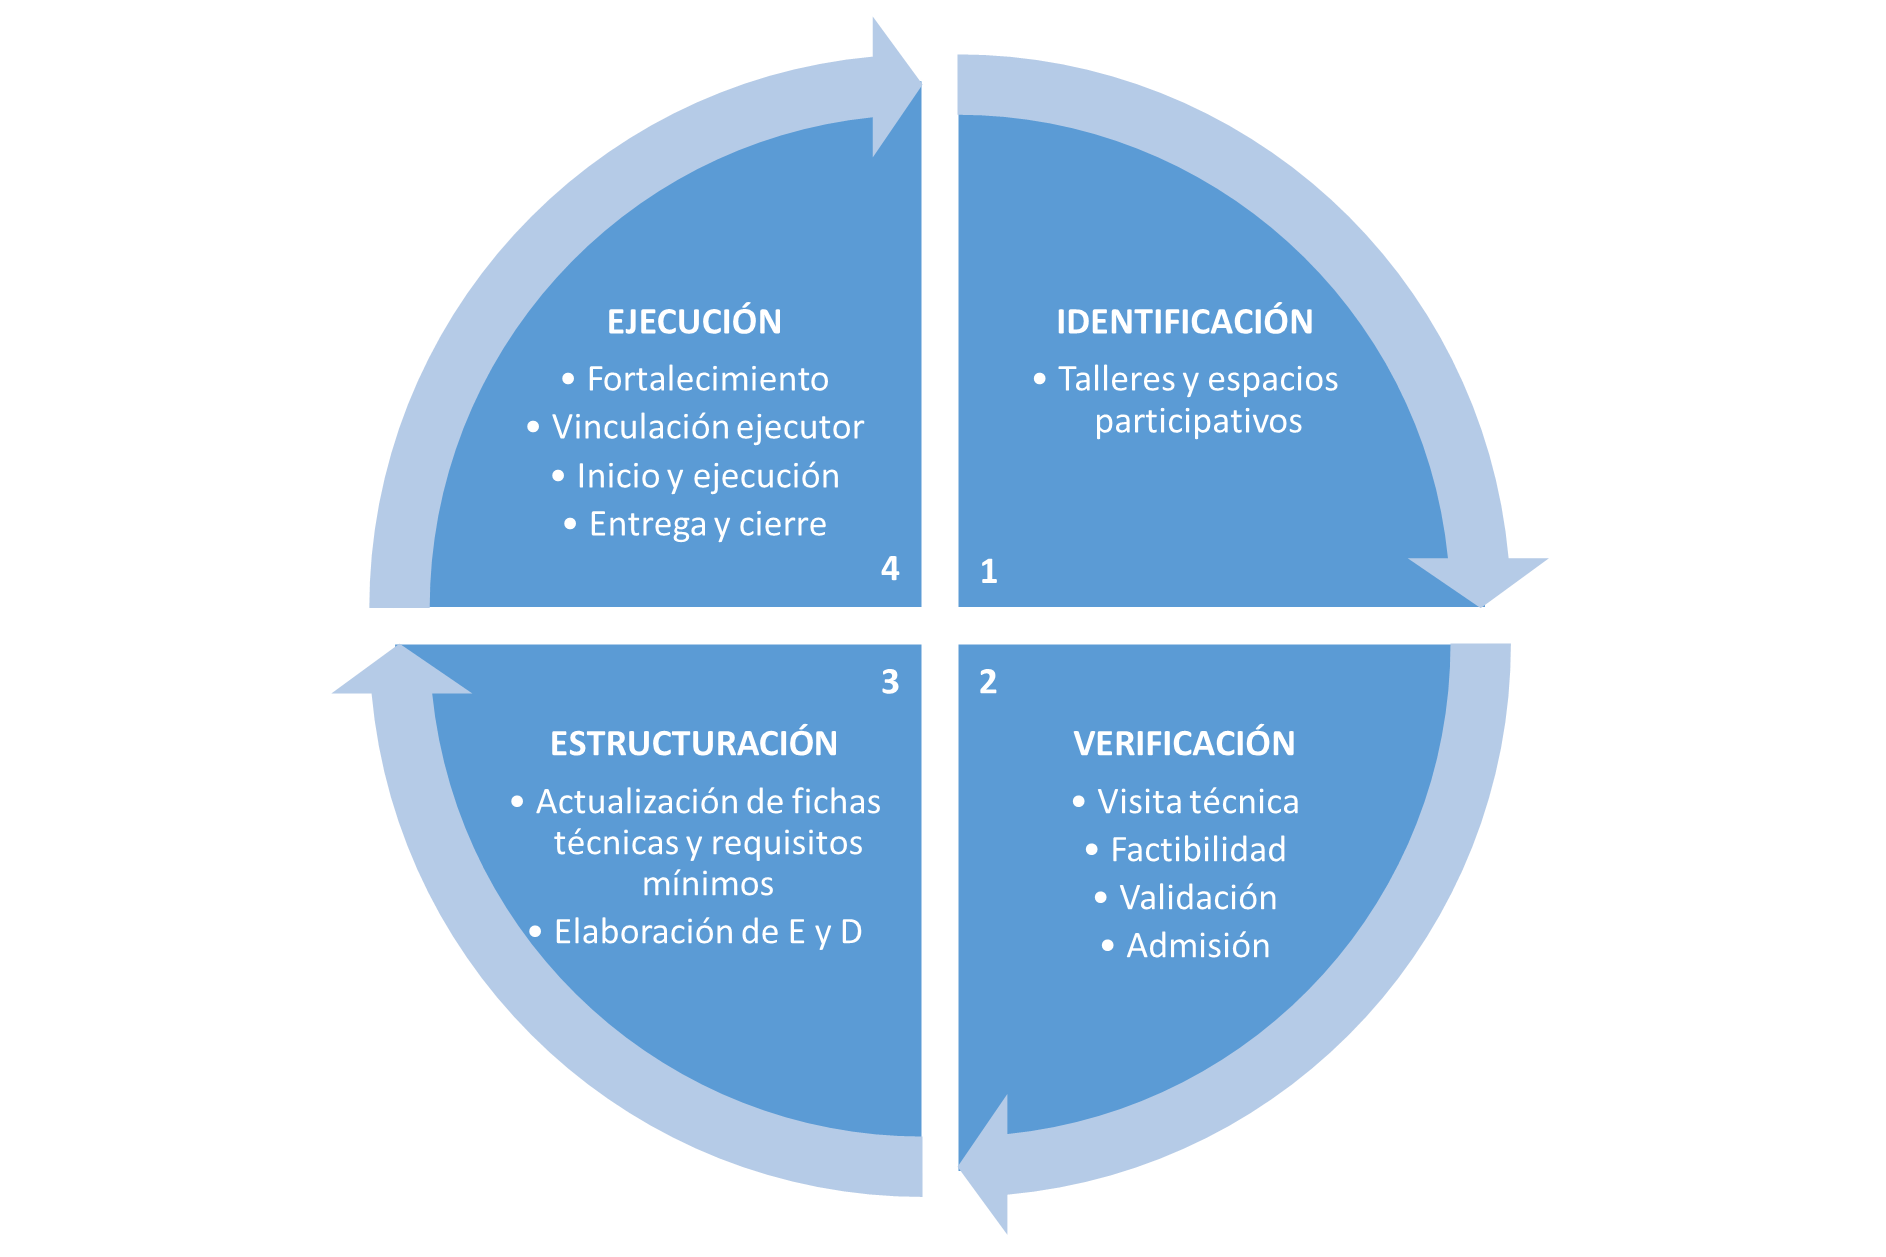 EJECUCIÓN
• Fortalecimiento
• Vinculación ejecutor
• Inicio y ejecución
• Entrega y cierre
4
IDENTIFICACIÓN
• Talleres y espacios
participativos
1
3
ESTRUCTURACIÓN
• Actualización de fichas
técnicas y requisitos
mínimos
• Elaboración de E y D
2
VERIFICACIÓN
• Visita técnica
• Factibilidad
• Validación
• Admisión